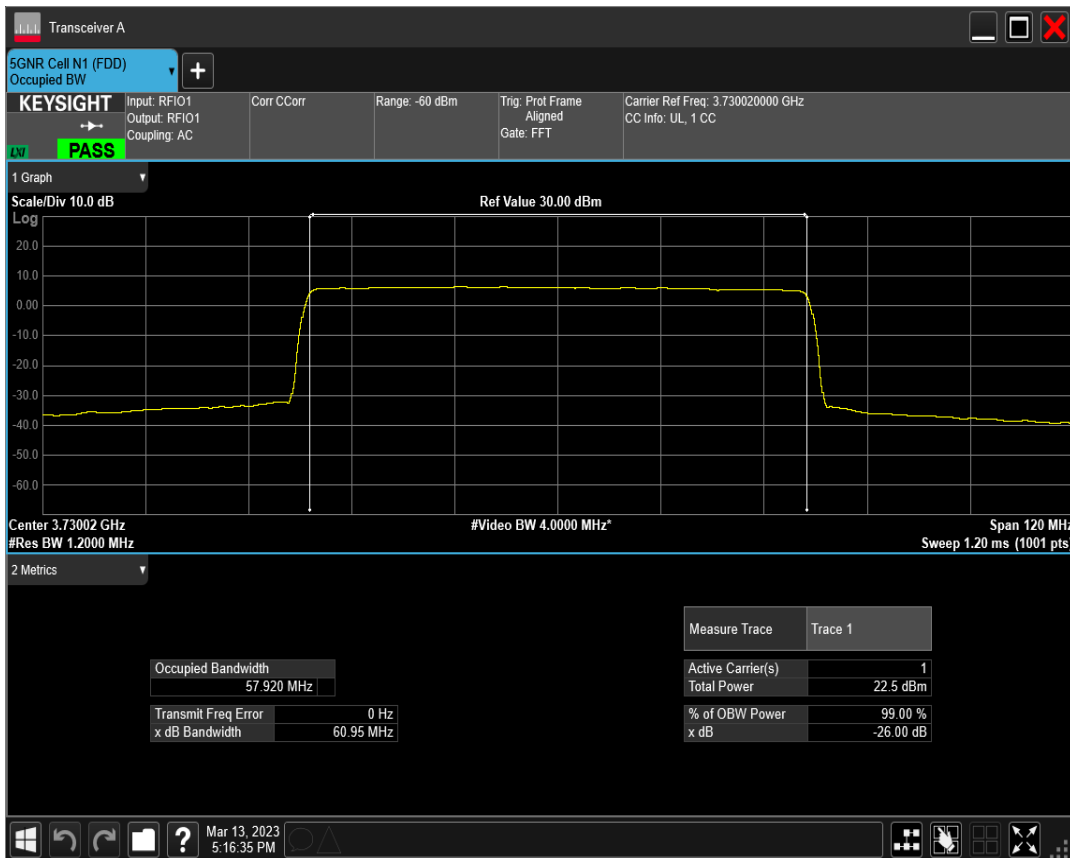 Transceiver A
5GNR Cell N1 (FDD)
Occupied BW
KEYSIGHT
LXI
PASS
Input: RFIO1
Output: RFIO1
Coupling: AC
Corr CCorr
Range: -60 dBm
Trig: Prot Frame
Aligned
Gate: FFT
Carrier Ref Freq: 3.730020000 GHz
CC Info: UL, 1 CC
1 Graph
Scale/Div 10.0 dB
Ref Value 30.00 dBm
Log
20.0
10.0
0.00
-10.0
-20.0
-30.0
-40.0
-50.0
-60.0
Center 3.73002 GHz
#Video BW 4.0000 MHz*
Span 120 MHz
#Res BW 1.2000 MHz
Sweep 1.20 ms (1001 pts)
2 Metrics
Measure Trace Trace 1
Occupied Bandwidth
57.920 MHz
Active Carrier(s) 1
Total Power 22.5 dBm
Transmit Freq Error 0 Hz
x dB Bandwidth 60.95 MHz
% of OBW Power 99.00 %
x dB -26.00 dB
?
Mar 13, 2023
5:16:35 PM